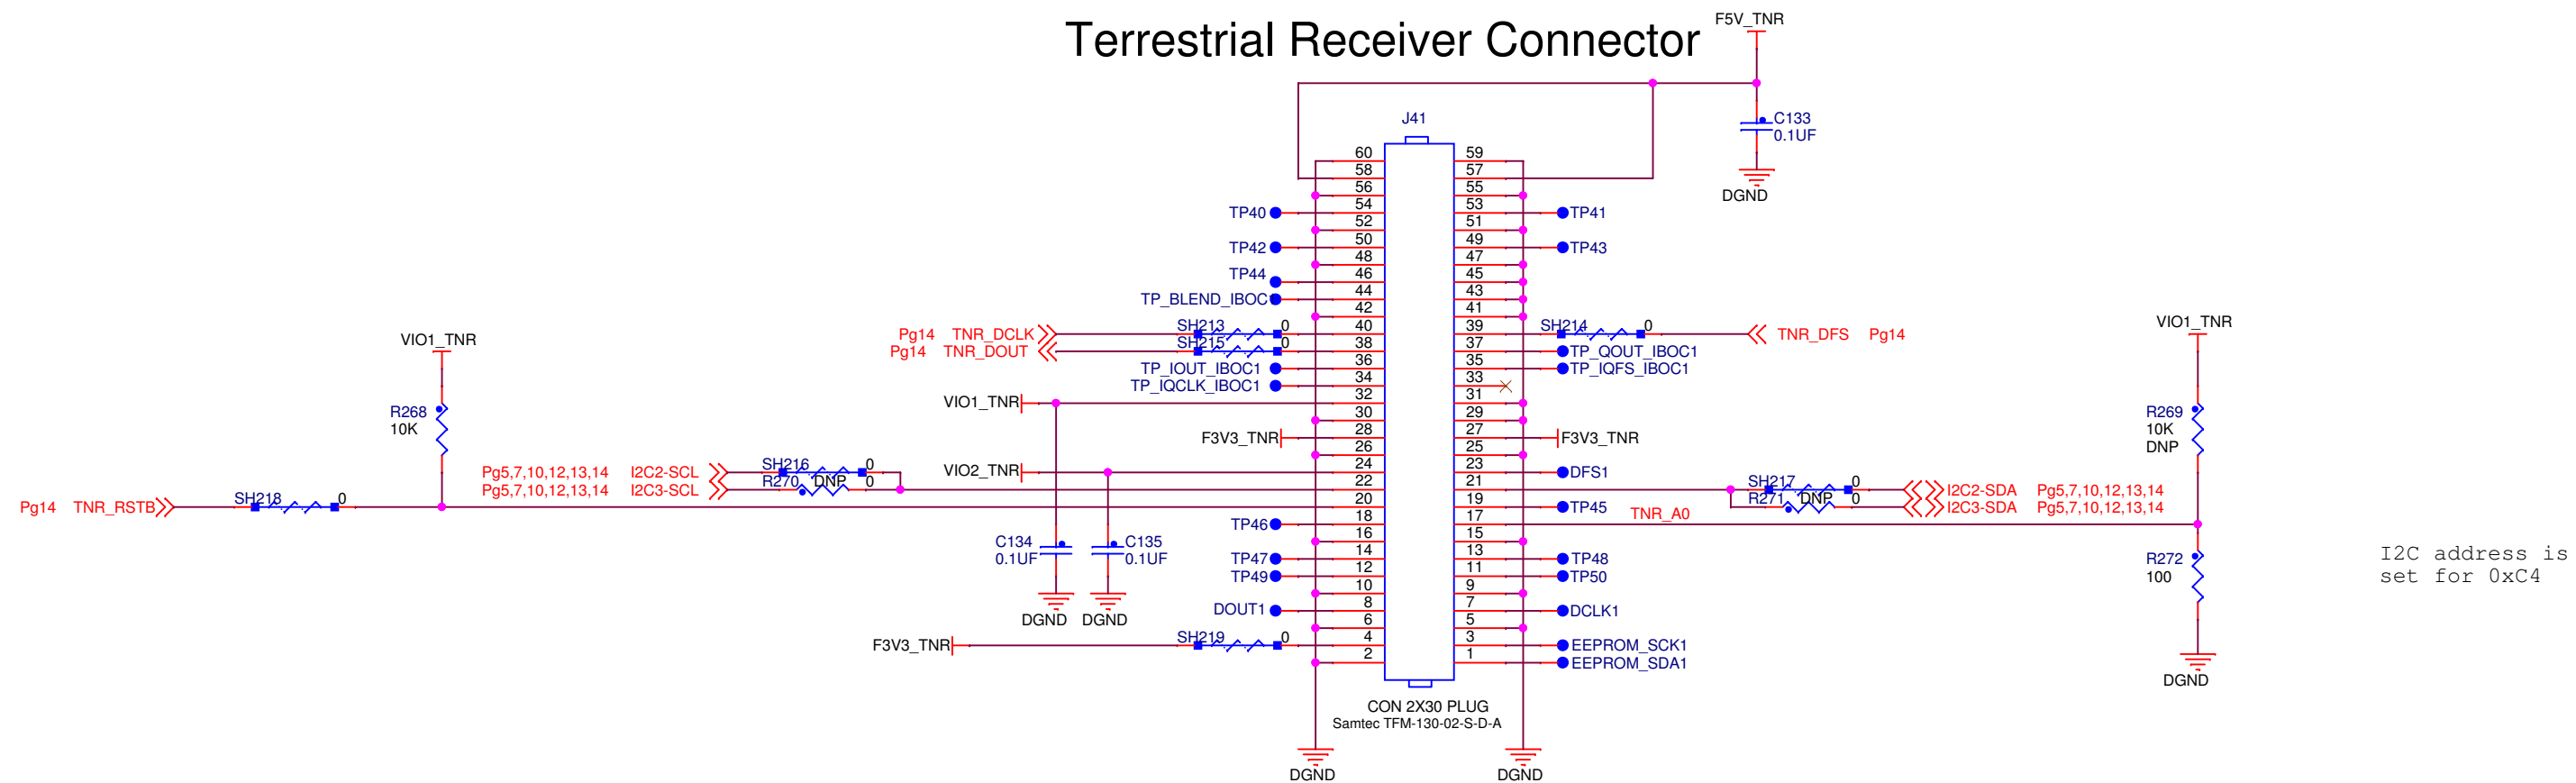 Terrestrial Receiver Connector
F5V_TNR
C133
0.1UF
DGND
J41
60 59
58 57
56 55
TP40 54 53 TP41
52 51
TP42 50 49 TP43
48 47
TP44 46 45
TP_BLEND_IBOC1 44 43
42 41
Pg14 TNR_DCLK SH213 0 40 39 SH214 0 TNR_DFS Pg14
Pg14 TNR_DOUT SH215 0 38 37 TP_QOUT_IBOC1
TP_IOUT_IBOC1 36 35 TP_IQFS_IBOC1
TP_IQCLK_IBOC1 34 33
VIO1_TNR 32 31
30 29
F3V3_TNR 28 27 F3V3_TNR
26 25
VIO2_TNR 24 23 DFS1
22 21
20 19 TP45
TP46 18 17 TNR_A0
16 15
TP47 14 13 TP48
TP49 12 11 TP50
10 9
DOUT1 8 7 DCLK1
6 5
F3V3_TNR SH219 0 4 3 EEPROM_SCK1
2 1 EEPROM_SDA1
CON 2X30 PLUG
Samtec TFM-130-02-S-D-A
DGND DGND
VIO1_TNR
R268
10K
Pg5,7,10,12,13,14 I2C2-SCL SH216 0
Pg5,7,10,12,13,14 I2C3-SCL R270 DNP 0
Pg14 TNR_RSTB SH218 0
C134
0.1UF
DGND
C135
0.1UF
DGND
VIO1_TNR
R269
10K
DNP
SH217 0 I2C2-SDA Pg5,7,10,12,13,14
R271 DNP 0 I2C3-SDA Pg5,7,10,12,13,14
R272
100
DGND
I2C address is
set for 0xC4